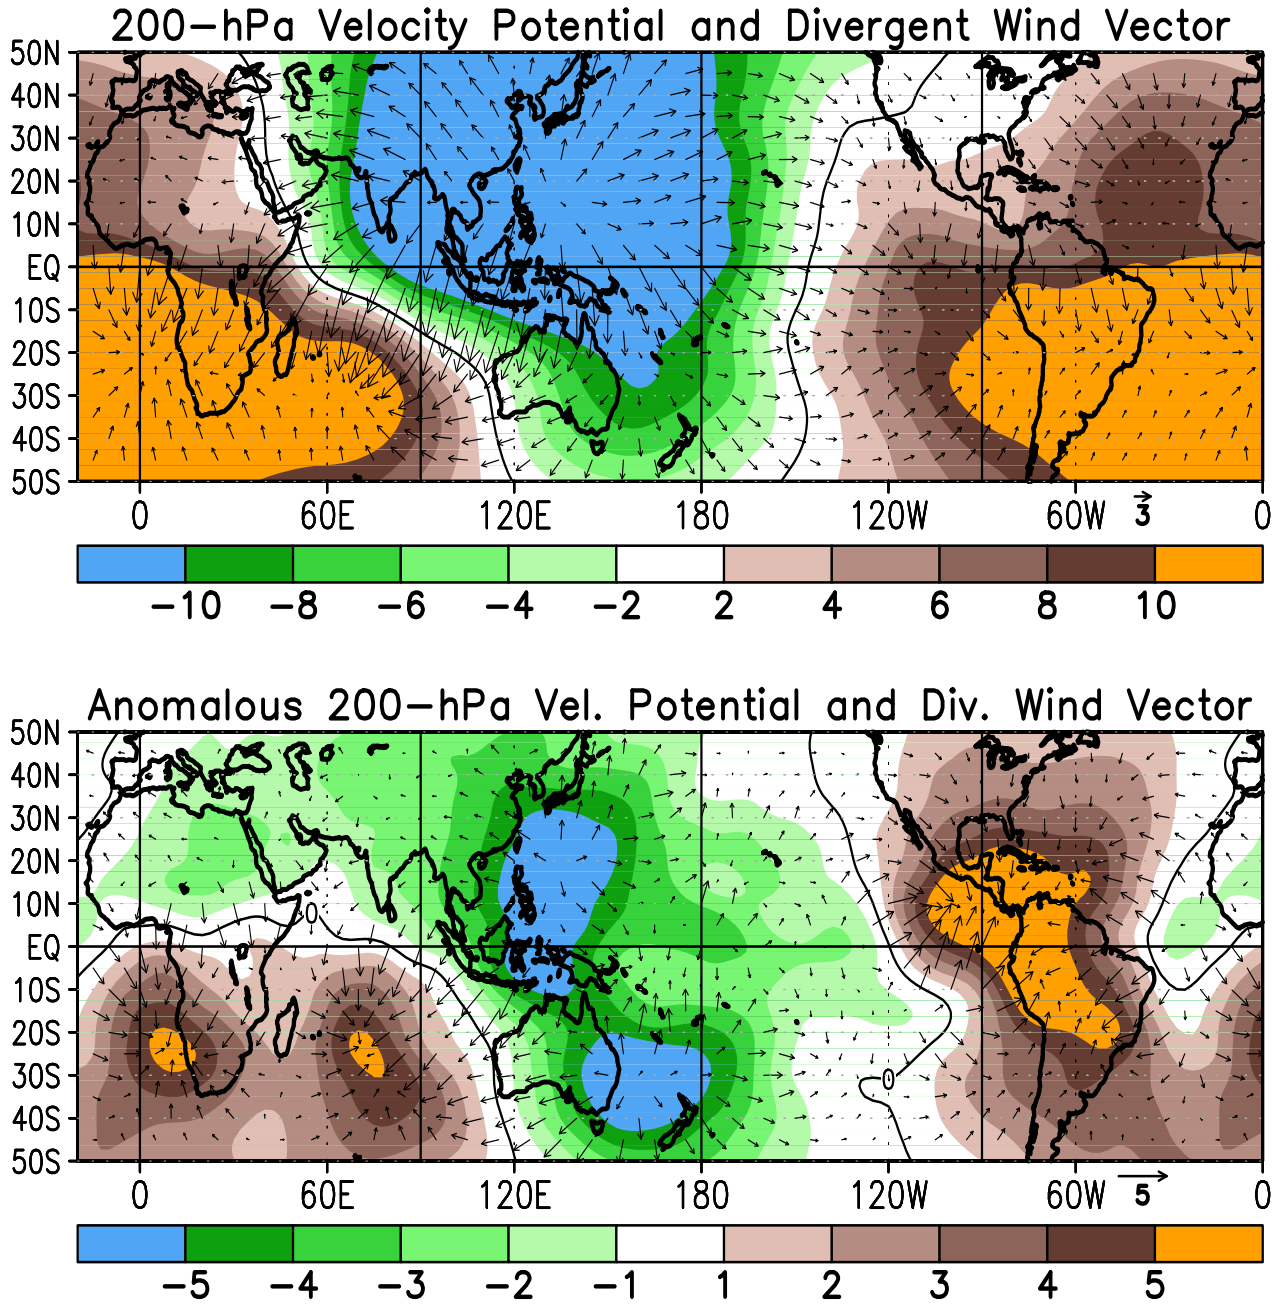 200-hPa Velocity Potential and Divergent Wind Vector
50N
40N
30N
20N
10N
EQ
10S
20S
30S
40S
50S
0 60E 120E 180 120W 60W 3 0
-10 -8 -6 -4 -2 2 4 6 8 10
Anomalous 200-hPa Vel. Potential and Div. Wind Vector
50N
40N
30N
20N
10N
0
EQ
10S
20S
30S
0
40S
50S
0 60E 120E 180 120W 60W 5 0
-5 -4 -3 -2 -1 1 2 3 4 5